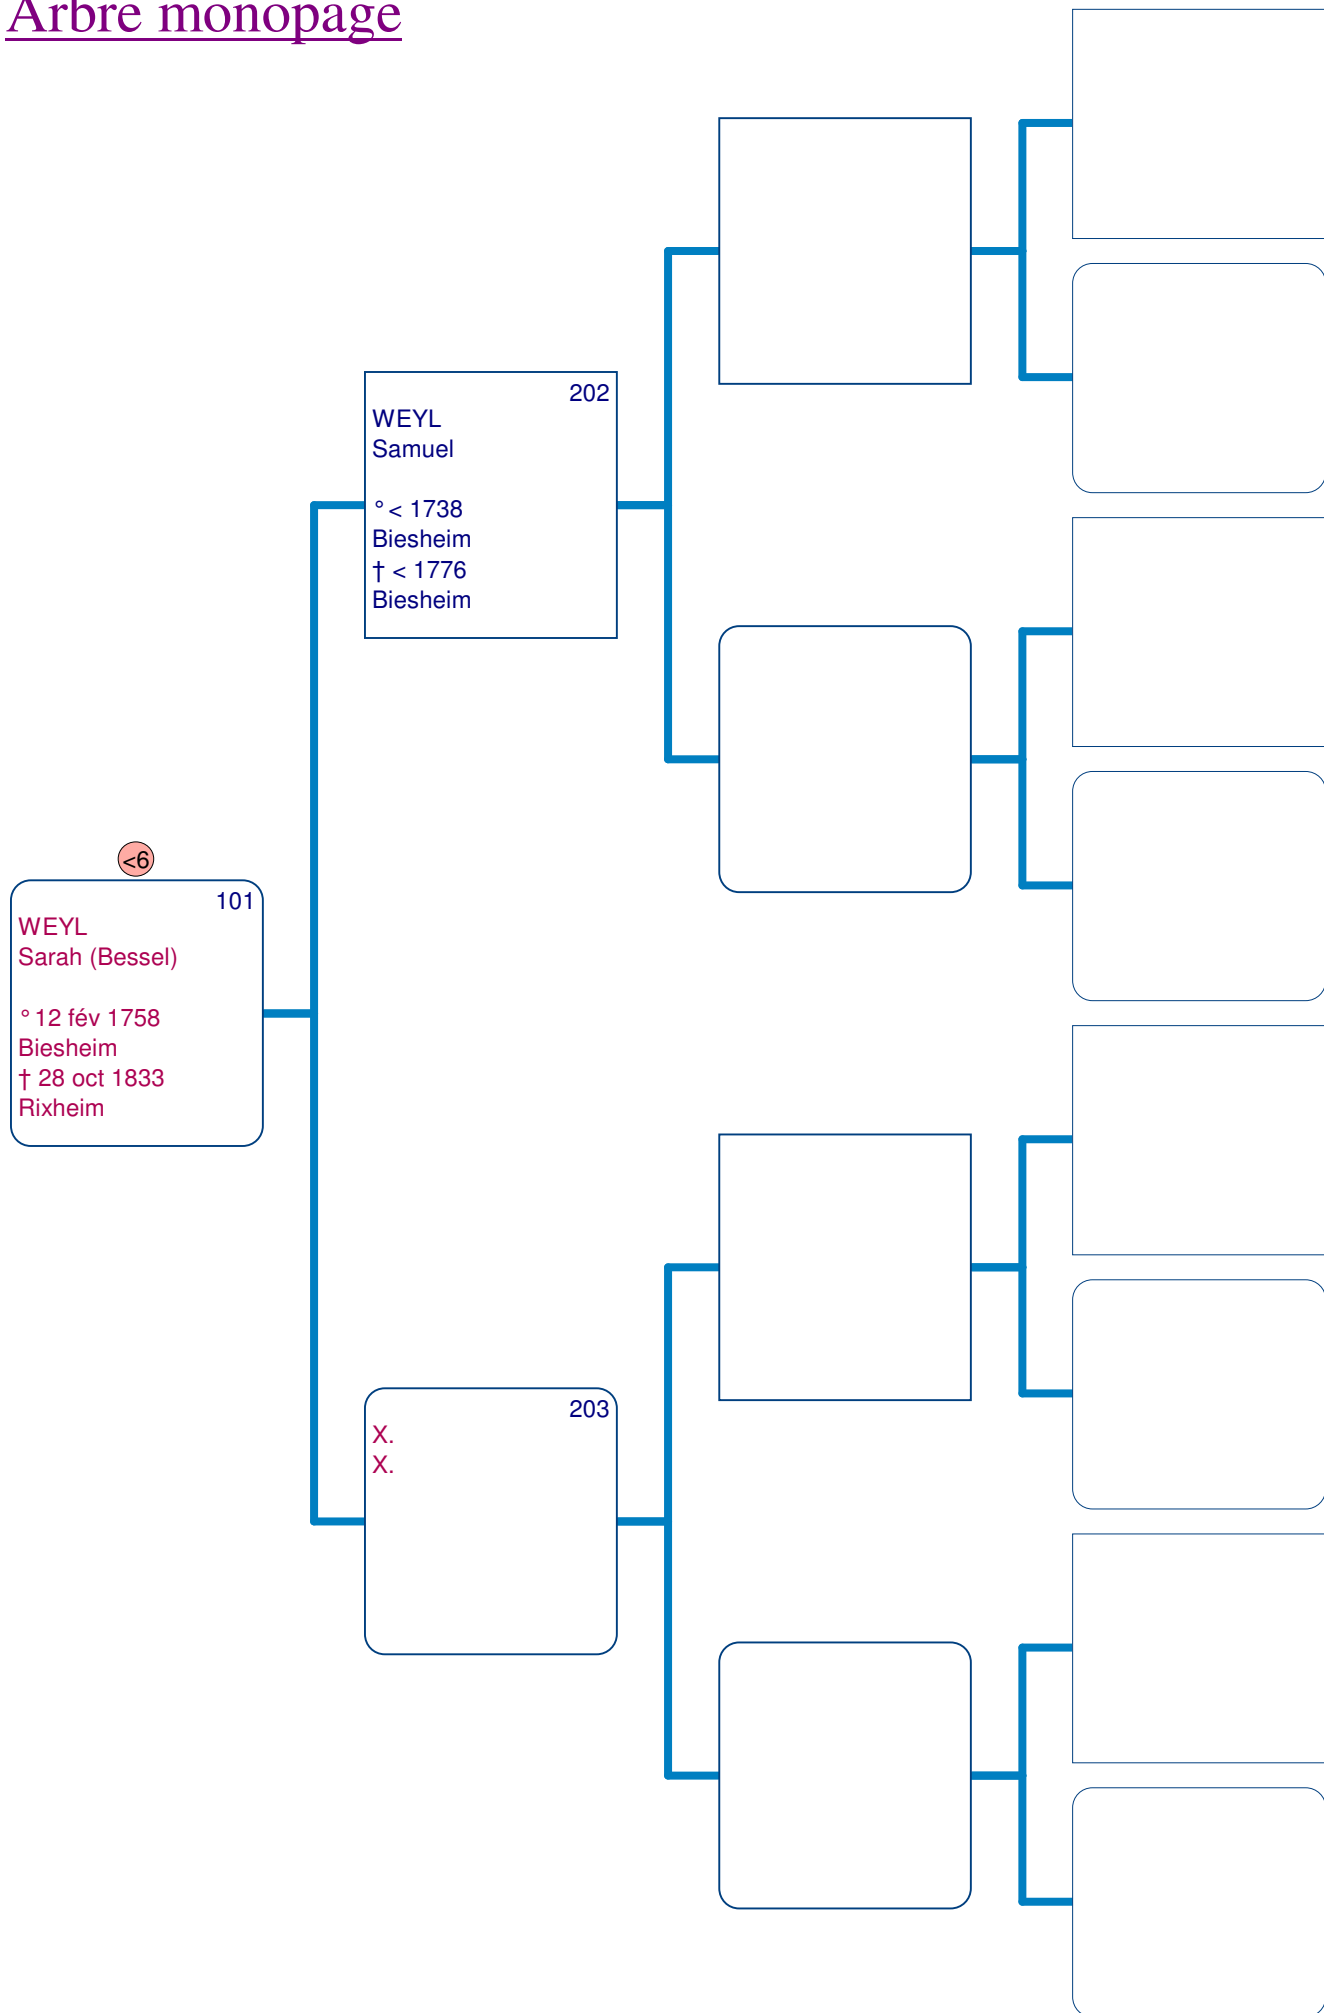 Arbre monopage
202
WEYL
Samuel
° < 1738
Biesheim
† < 1776
Biesheim
<6
101
WEYL
Sarah (Bessel)
° 12 fév 1758
Biesheim
† 28 oct 1833
Rixheim
203
X.
X.